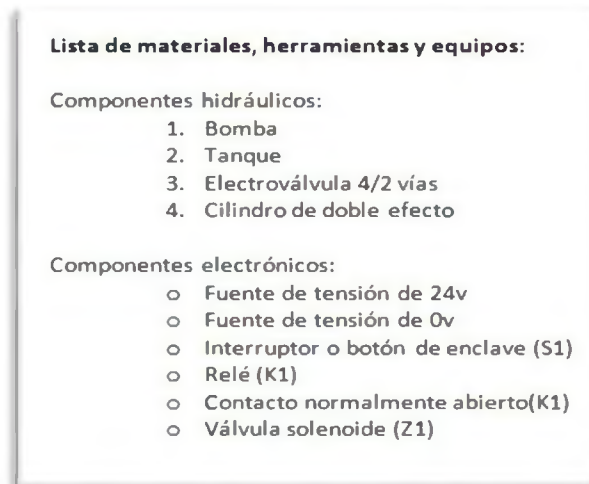 Lista de materiales, herramientas y equipos:
Componentes hidráulicos:
1. Bomba
2. Tanque
3. Electroválvula 4/2 vías
4. Cilindro de doble efecto
Componentes electrónicos:
o Fuente de tensión de 24v
o Fuente de tensión de 0v
o Interruptor o botón de enclave (S1)
o Relé (K1)
o Contacto normalmente abierto(K1)
o Válvula solenoide (Z1)